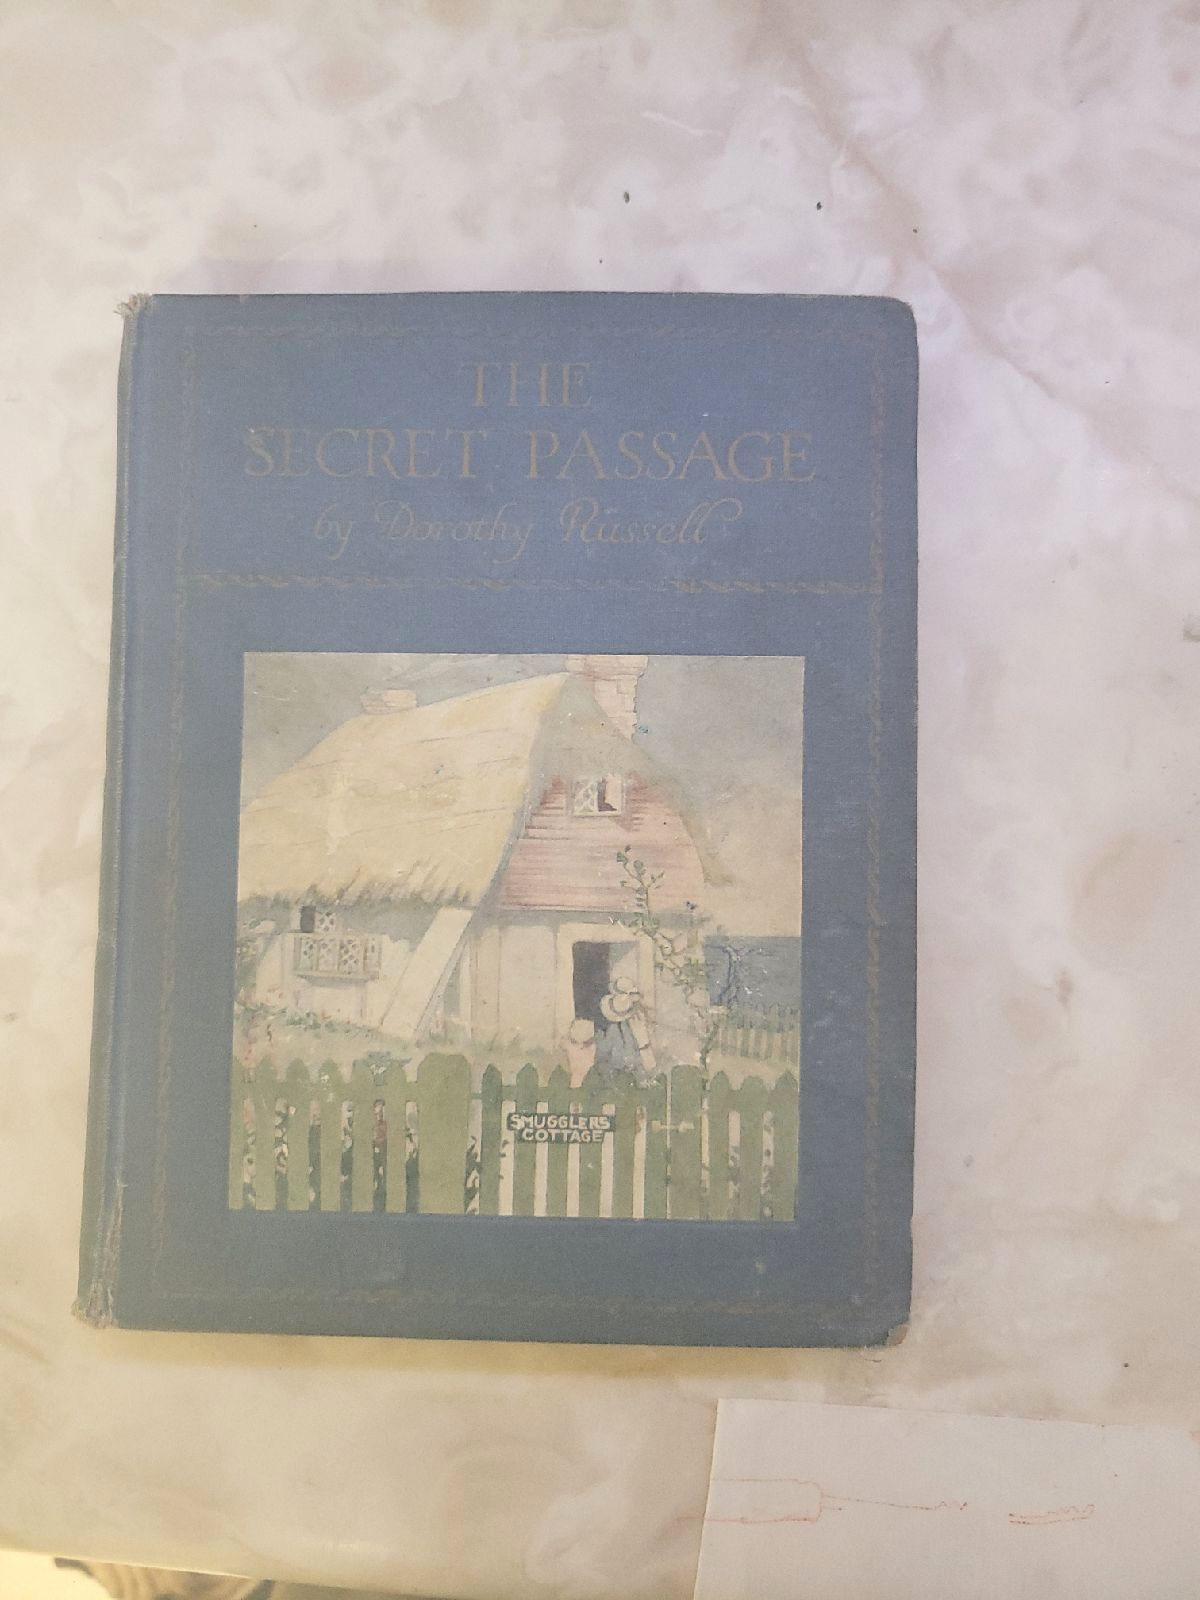 THE
SECRET PASSAGE
by Dorothy Russell
SMUGGLERS
COTTAGE